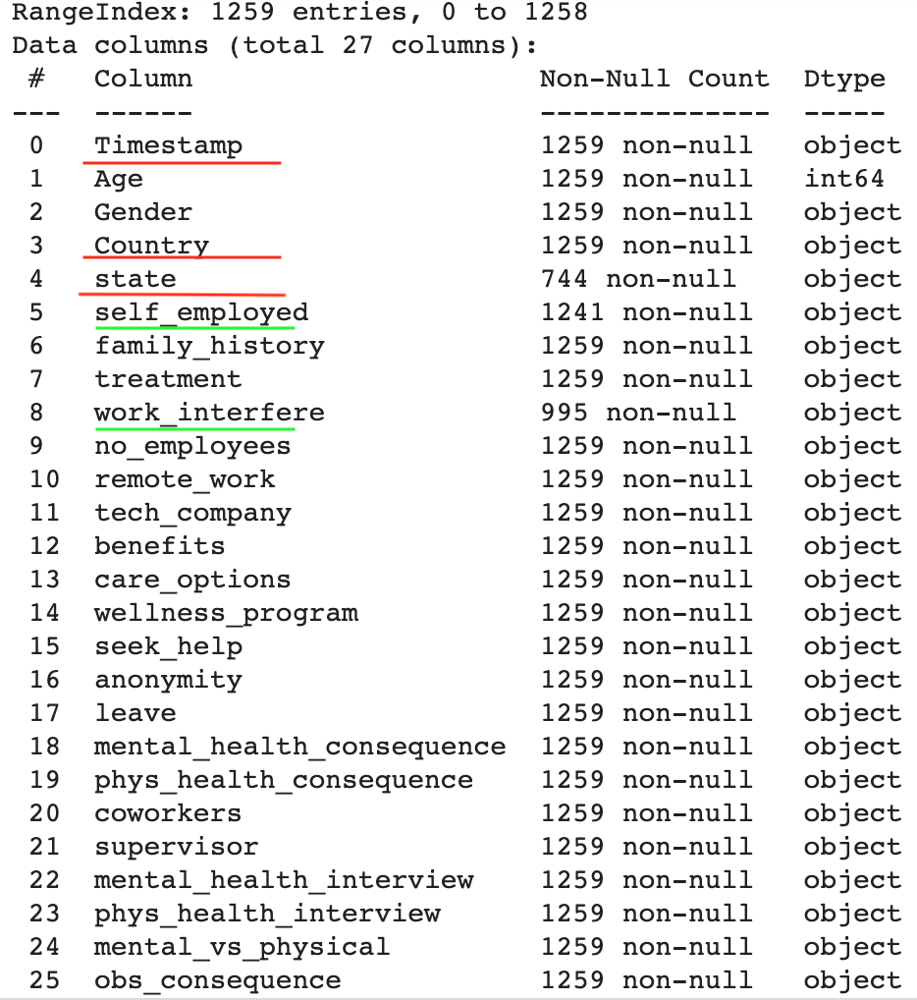 RangeIndex: 1259 entries, 0 to 1258
Data columns (total 27 columns):
# Column Non-Null Count Dtype
--- ------ -------------- -----
0 Timestamp 1259 non-null object
1 Age 1259 non-null int64
2 Gender 1259 non-null object
3 Country 1259 non-null object
4 state 744 non-null object
5 self_employed 1241 non-null object
6 family_history 1259 non-null object
7 treatment 1259 non-null object
8 work_interfere 995 non-null object
9 no_employees 1259 non-null object
10 remote_work 1259 non-null object
11 tech_company 1259 non-null object
12 benefits 1259 non-null object
13 care_options 1259 non-null object
14 wellness_program 1259 non-null object
15 seek_help 1259 non-null object
16 anonymity 1259 non-null object
17 leave 1259 non-null object
18 mental_health_consequence 1259 non-null object
19 phys_health_consequence 1259 non-null object
20 coworkers 1259 non-null object
21 supervisor 1259 non-null object
22 mental_health_interview 1259 non-null object
23 phys_health_interview 1259 non-null object
24 mental_vs_physical 1259 non-null object
25 obs_consequence 1259 non-null object